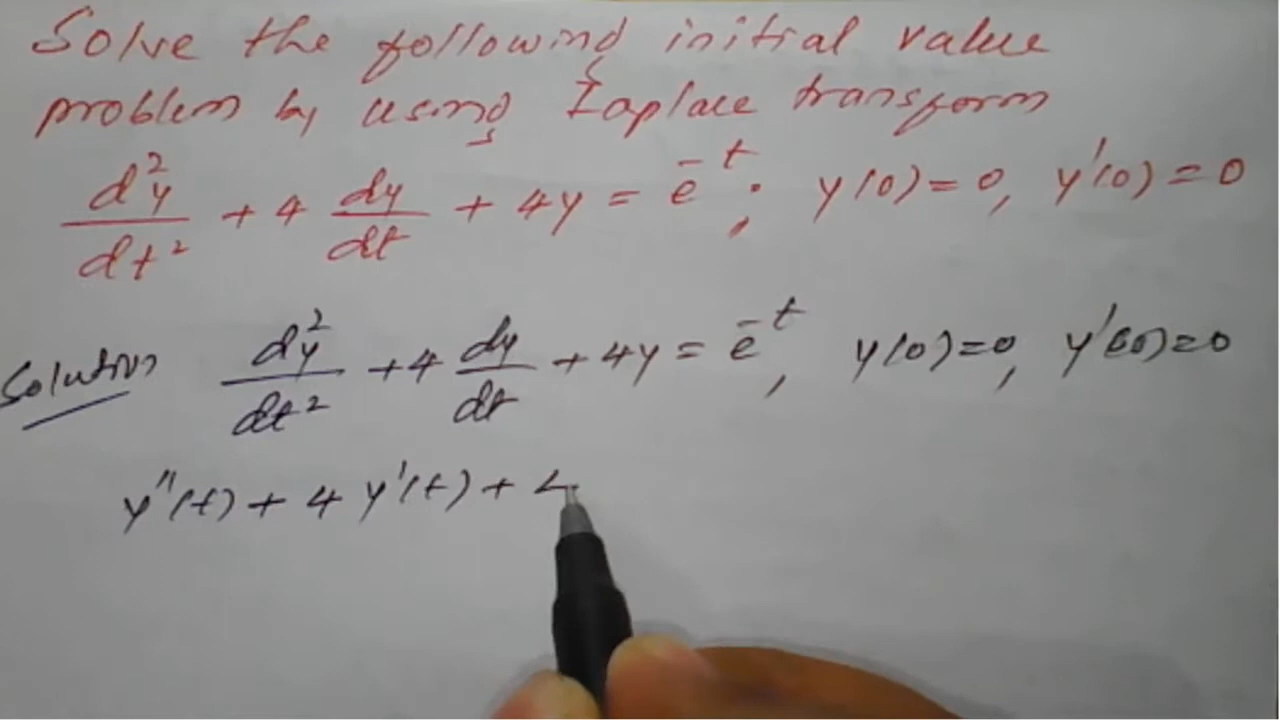 Solve the following initial value
problem by using Laplace transform
d²y/dt² + 4 dy/dt + 4y = e^-t ; y(0) = 0, y'(0) = 0
Solution d²y/dt² + 4 dy/dt + 4y = e^-t, y(0) = 0, y'(0) = 0
y''(t) + 4 y'(t) + 4